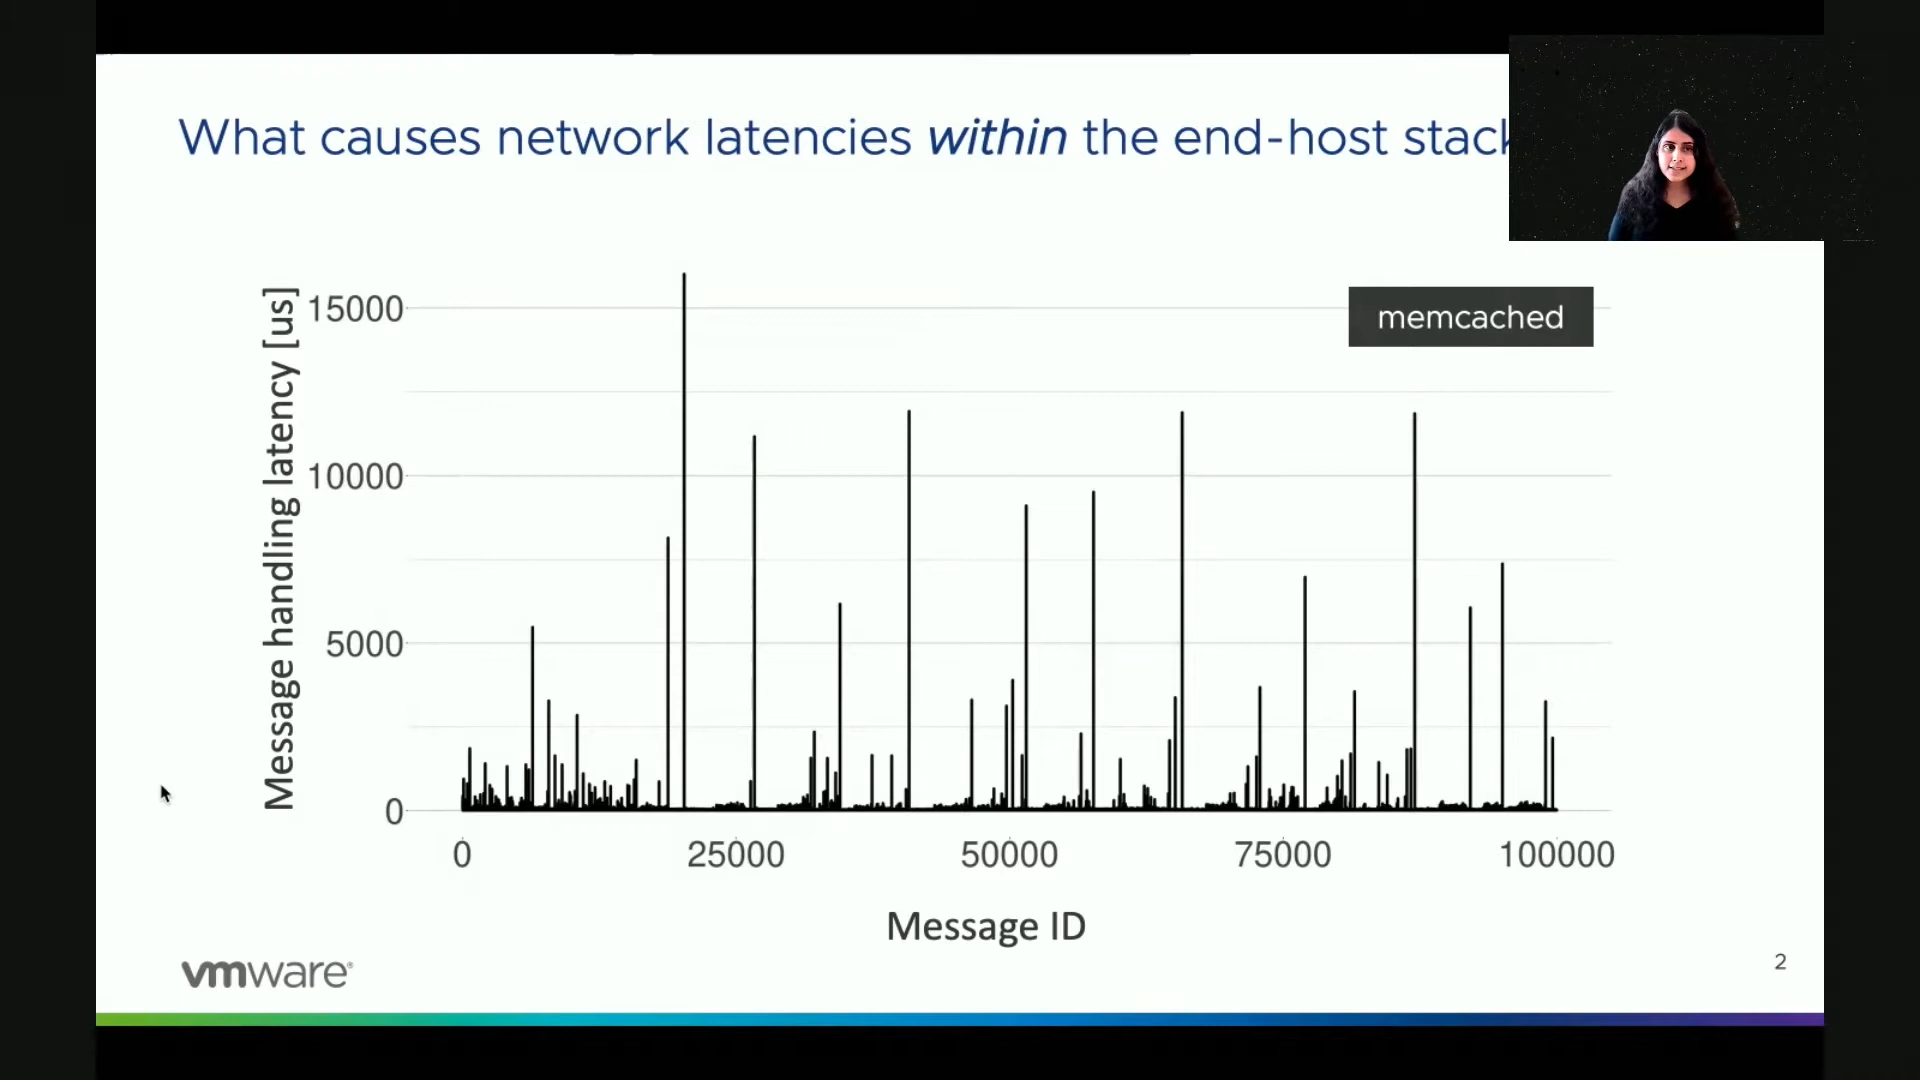 What causes network latencies within the end-host stack
memcached
Message handling latency [us]
15000
10000
5000
0
0 25000 50000 75000 100000
Message ID
vmware®
2